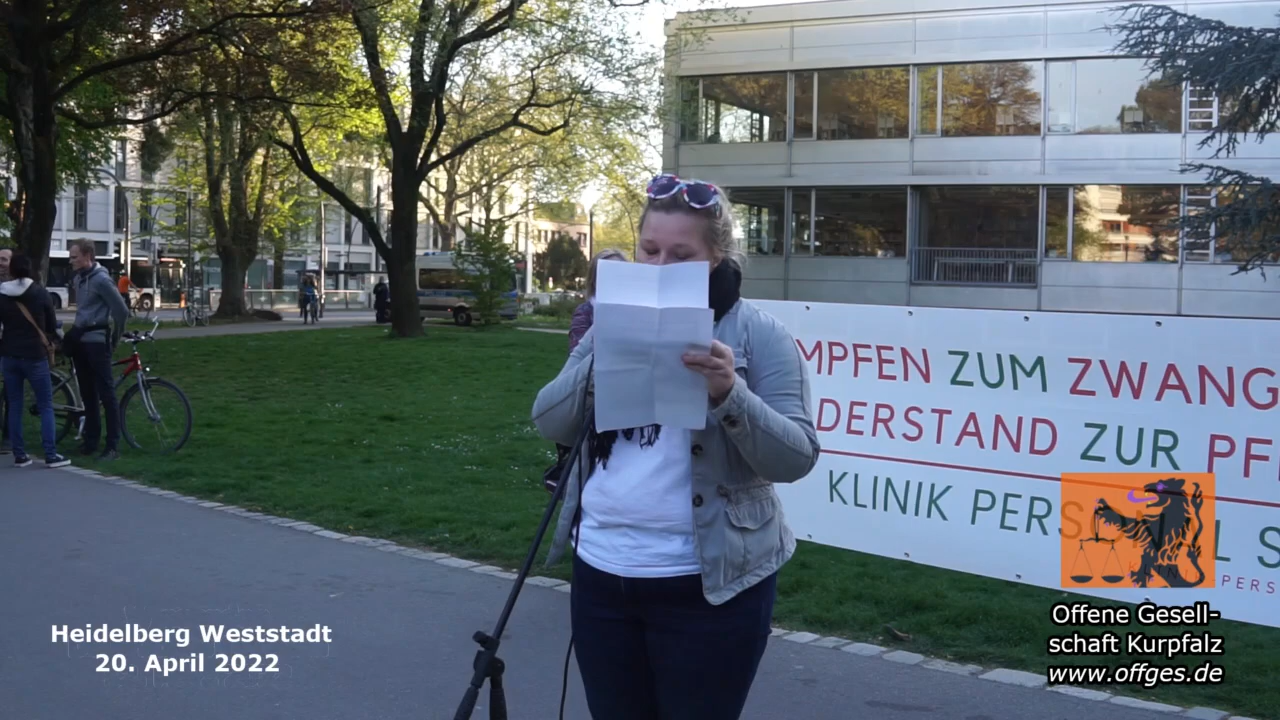 MPFEN ZUM ZWANG
DERSTAND ZUR PF
KLINIK PER
L S
PERS
Heidelberg Weststadt
20. April 2022
Offene Gesell-
schaft Kurpfalz
www.offges.de